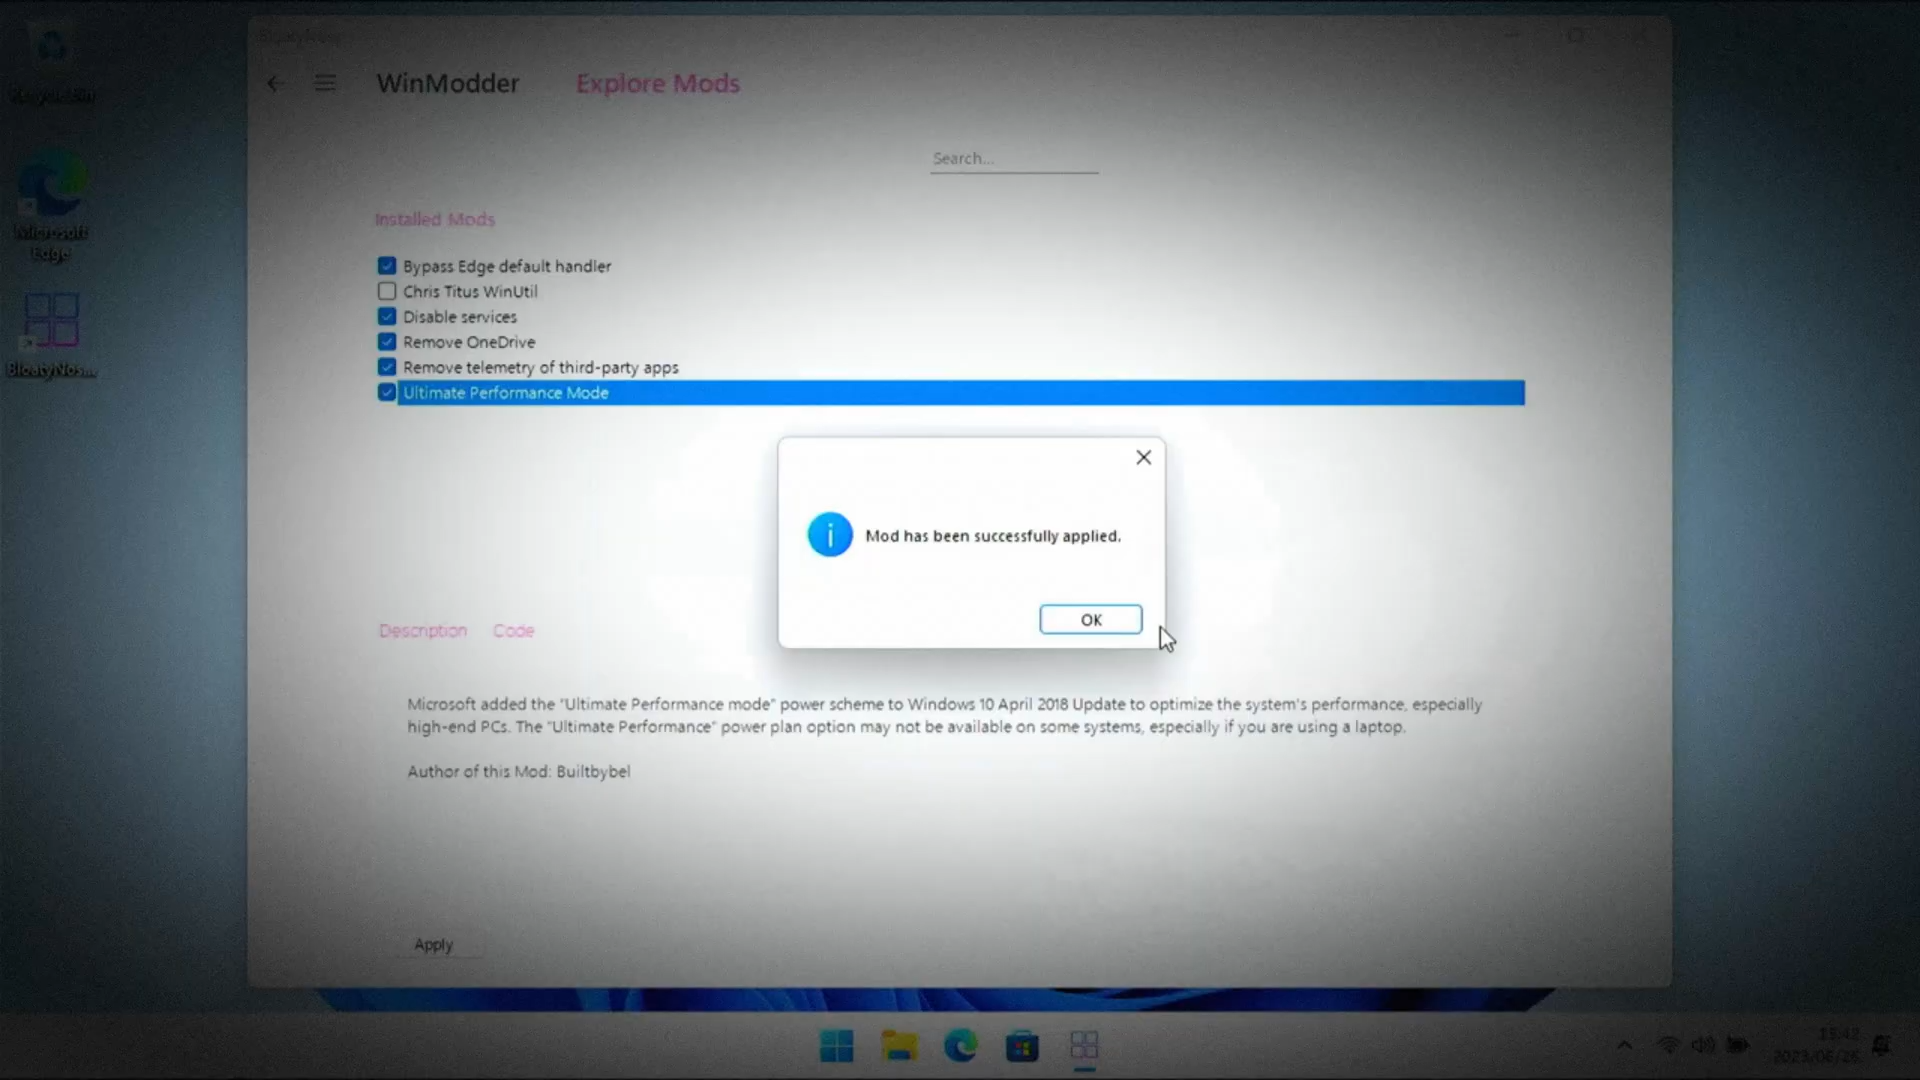 WinModder Explore Mods
Search...
Installed Mods
Bypass Edge default handler
Chris Titus WinUtil
Disable services
Remove OneDrive
Remove telemetry of third-party apps
Ultimate Performance Mode
Mod has been successfully applied.
OK
Description Code
Microsoft added the "Ultimate Performance mode" power scheme to Windows 10 April 2018 Update to optimize the system's performance, especially
high-end PCs. The "Ultimate Performance" power plan option may not be available on some systems, especially if you are using a laptop.
Author of this Mod: Builtbybel
Apply
Recycle Bin
Microsoft
Edge
BloatyNos...
15:42